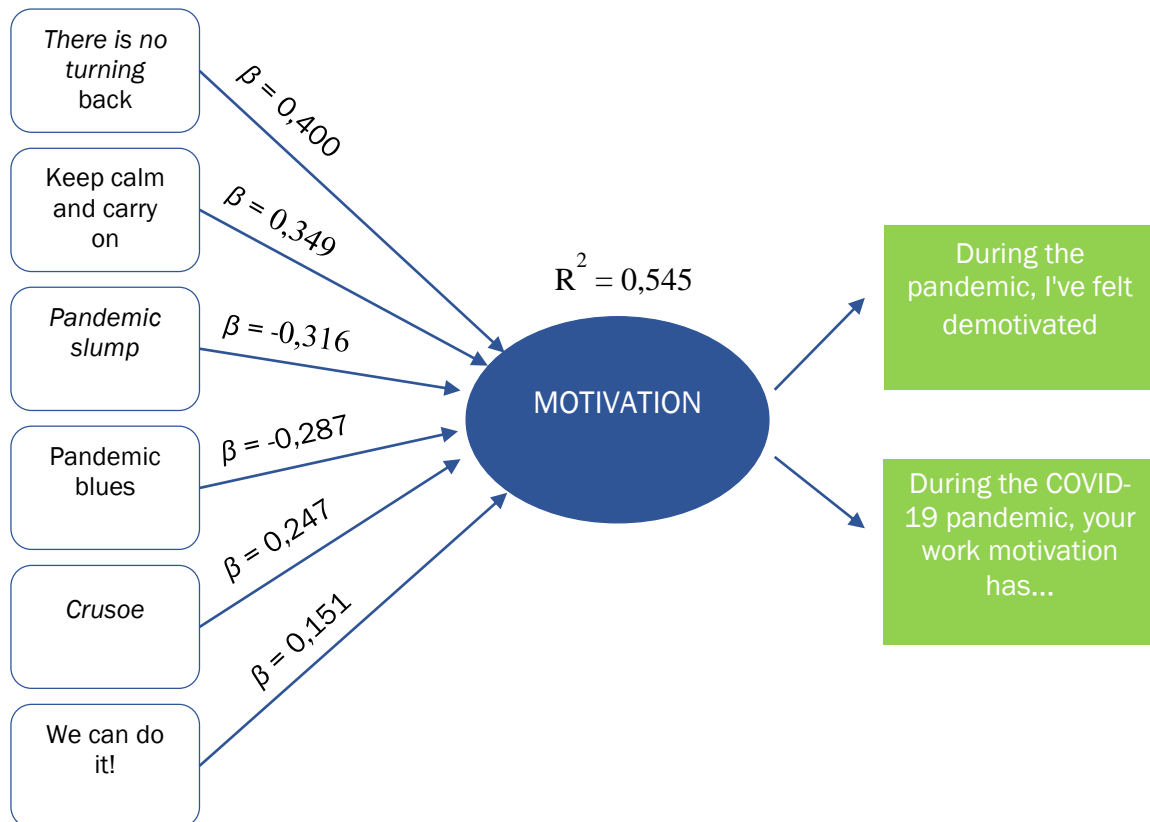 There is no
turning
back
β = 0,400
Keep calm
and carry
on
β = 0,349
Pandemic
slump
β = -0,316
Pandemic
blues
β = -0,287
Crusoe
β = 0,247
We can do
it!
β = 0,151
R² = 0,545
MOTIVATION
During the
pandemic, I've felt
demotivated
During the COVID-
19 pandemic, your
work motivation
has...